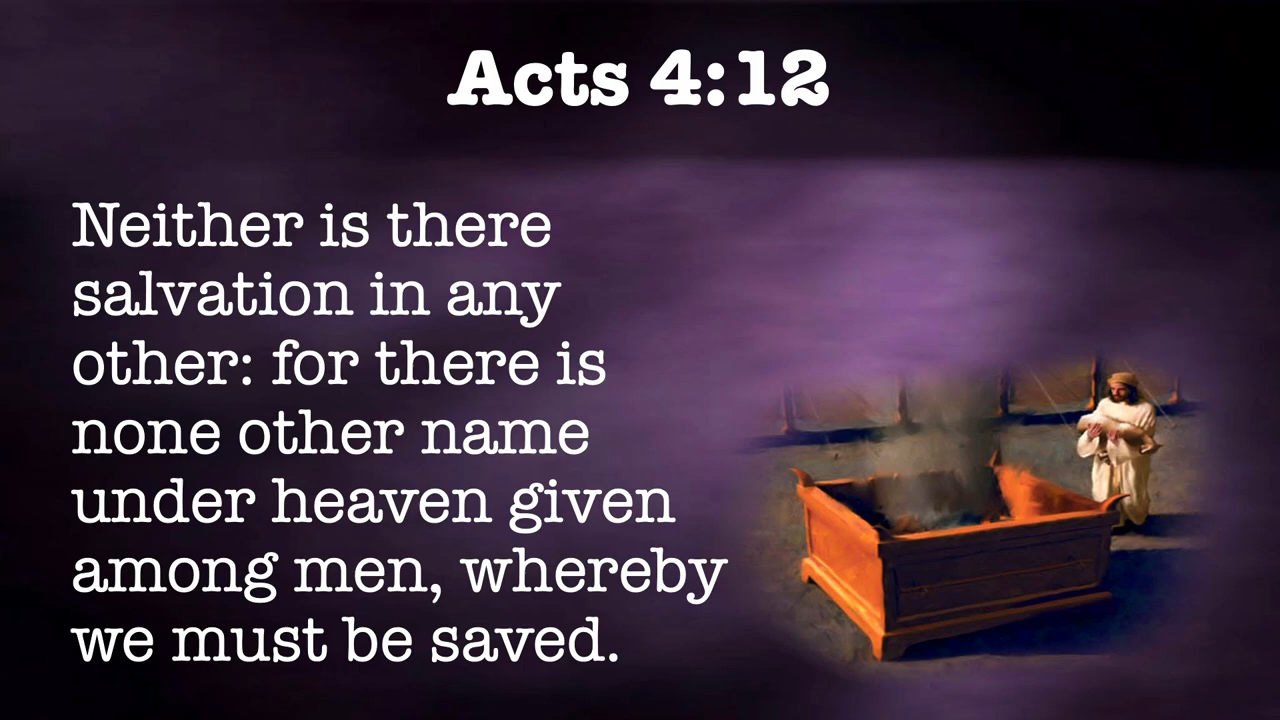 Acts 4:12
Neither is there
salvation in any
other: for there is
none other name
under heaven given
among men, whereby
we must be saved.